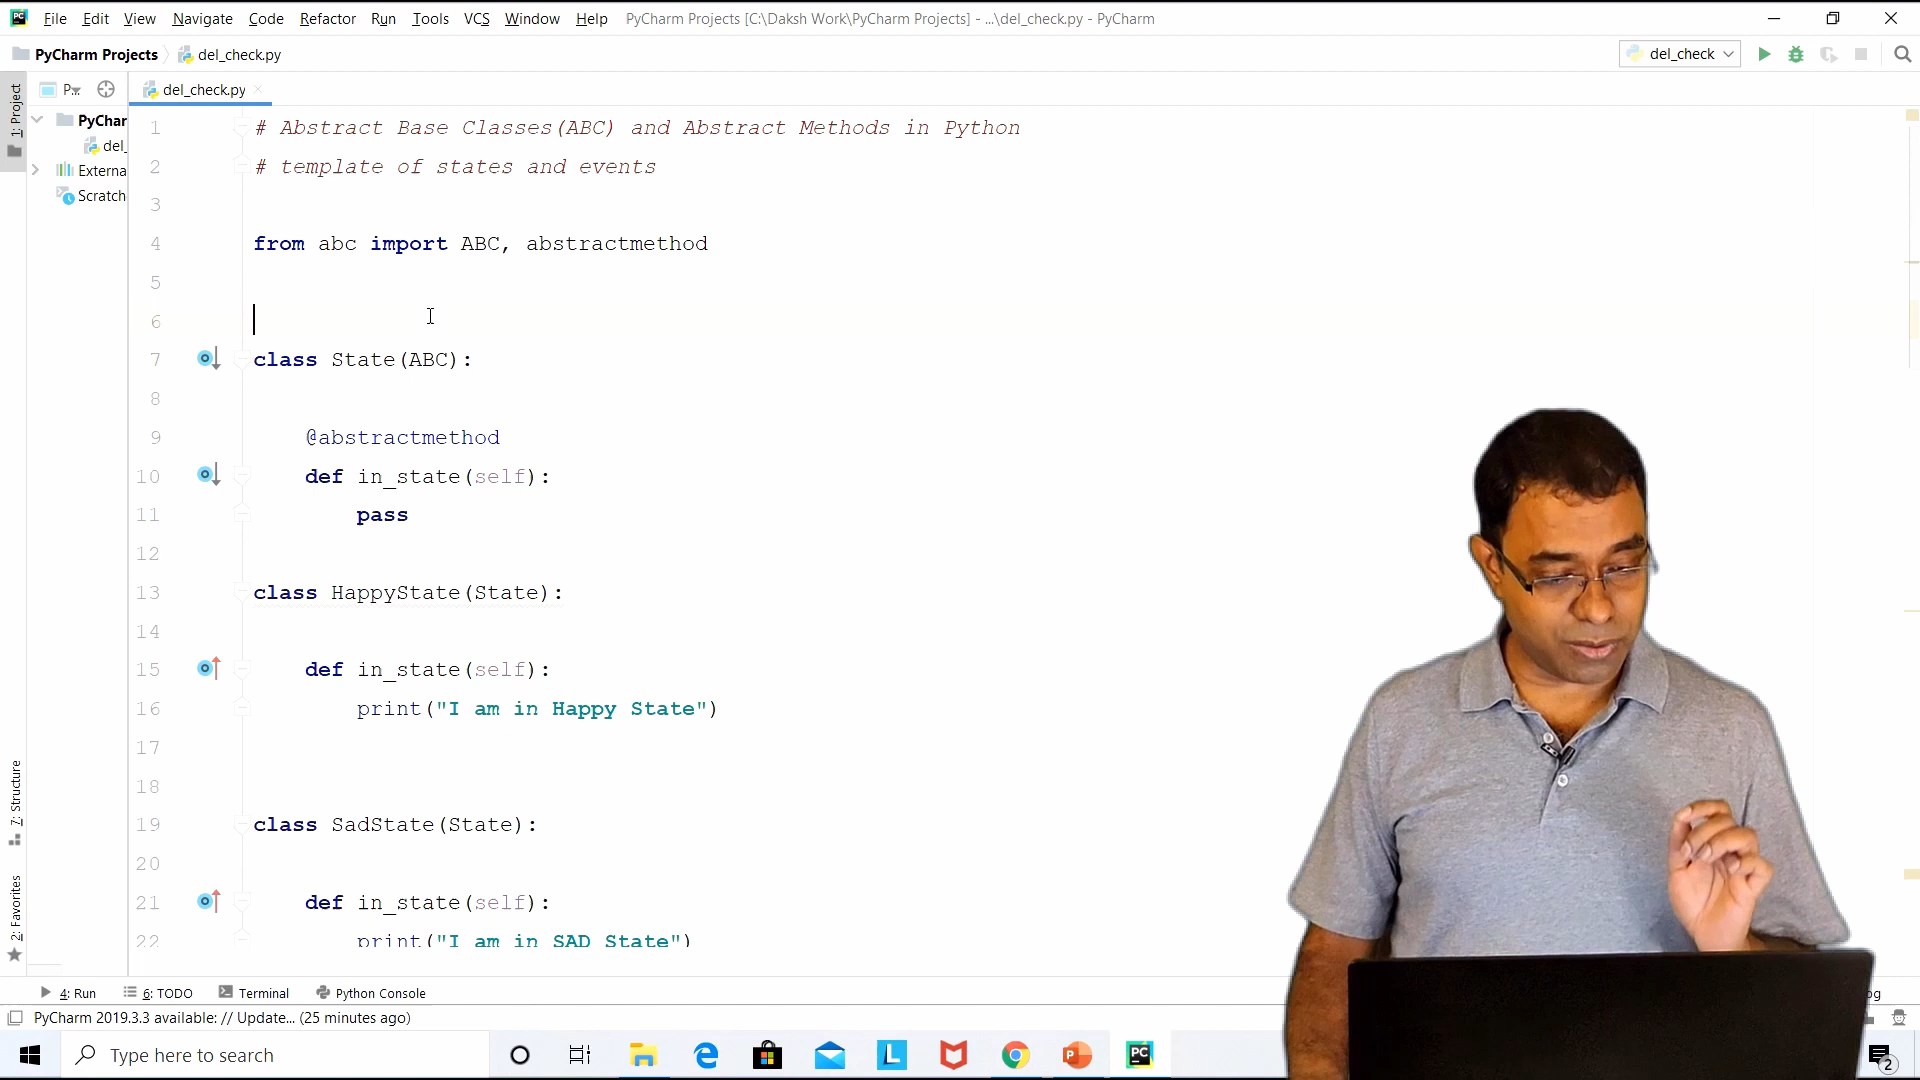 File Edit View Navigate Code Refactor Run Tools VCS Window Help PyCharm Projects [C:\Daksh Work\PyCharm Projects] - ...\del_check.py - PyCharm
PyCharm Projects del_check.py del_check
1: Project P... del_check.py
PyChar
del_
Externa
Scratch
1 # Abstract Base Classes(ABC) and Abstract Methods in Python
2 # template of states and events
3
4 from abc import ABC, abstractmethod
5
6
7 class State(ABC):
8
9 @abstractmethod
10 def in_state(self):
11 pass
12
13 class HappyState(State):
14
15 def in_state(self):
16 print("I am in Happy State")
17
18
19 class SadState(State):
20
21 def in_state(self):
22 print("I am in SAD State")
7: Structure
2: Favorites
4: Run 6: TODO Terminal Python Console
PyCharm 2019.3.3 available: // Update... (25 minutes ago)
Type here to search
2